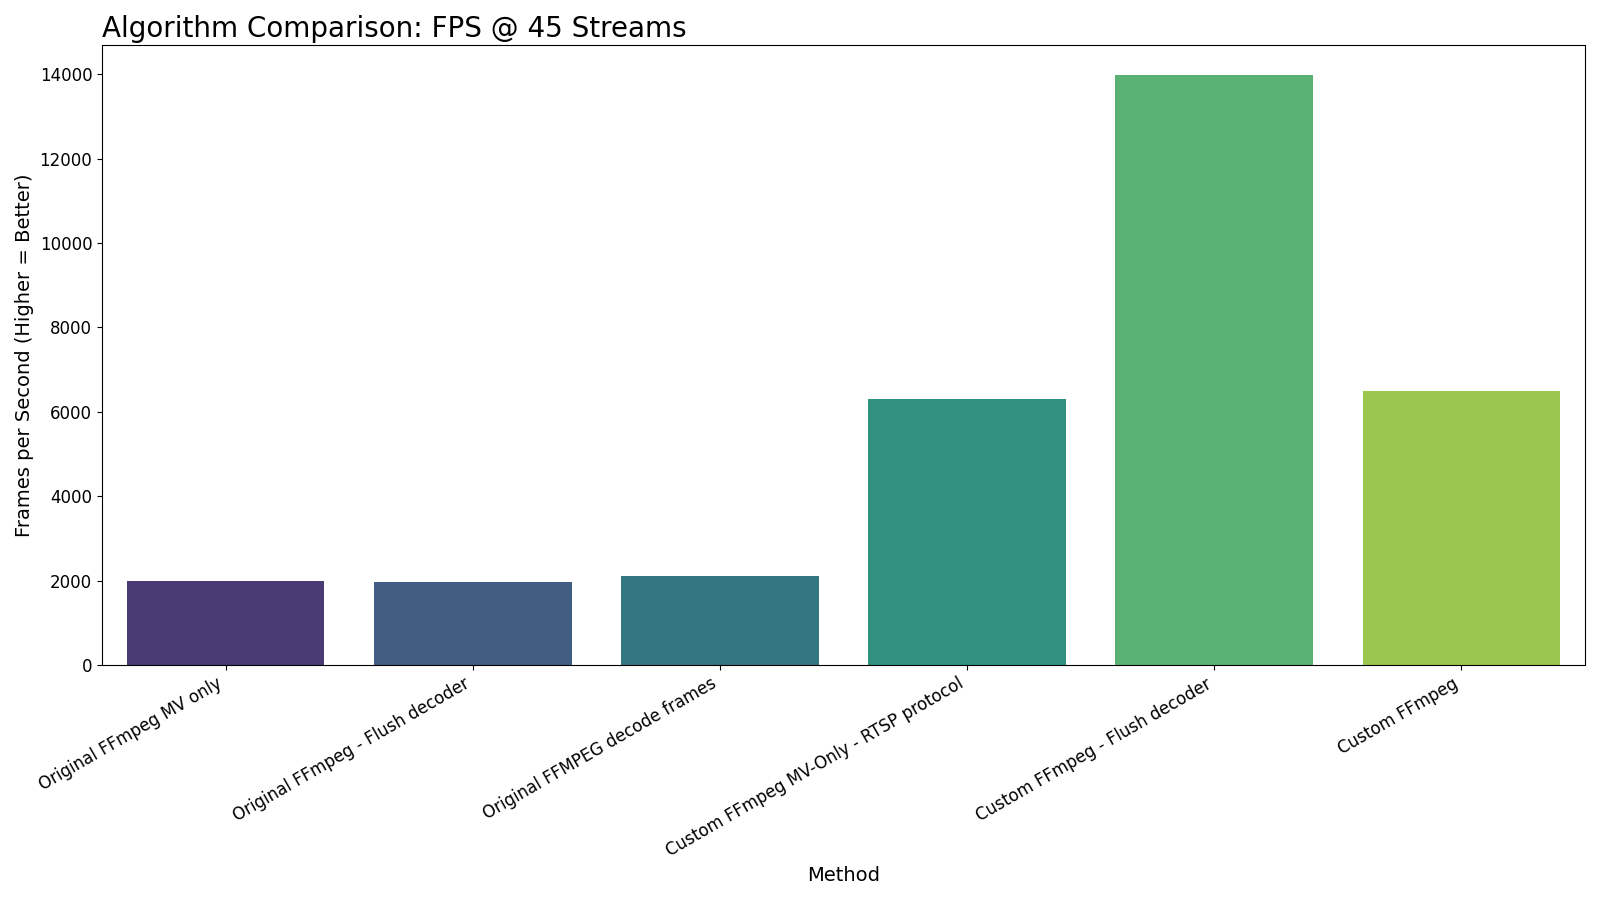 Algorithm Comparison: FPS @ 45 Streams
Frames per Second (Higher = Better)
14000
12000
10000
8000
6000
4000
2000
0
Original FFmpeg MV only
Original FFmpeg - Flush decoder
Original FFMPEG decode frames
Custom FFmpeg MV-Only - RTSP protocol
Custom FFmpeg - Flush decoder
Custom FFmpeg
Method